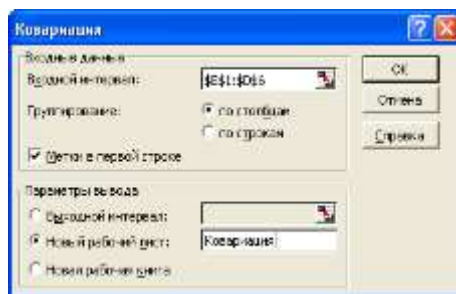 Ковариация
Входные данные
Входной интервал: $E$1:$D$6
Группирование: по столбцам
по строкам
Метки в первой строке
ОК
Отмена
Справка
Параметры вывода
Выходной интервал:
Новый рабочий лист: Ковариация
Новая рабочая книга